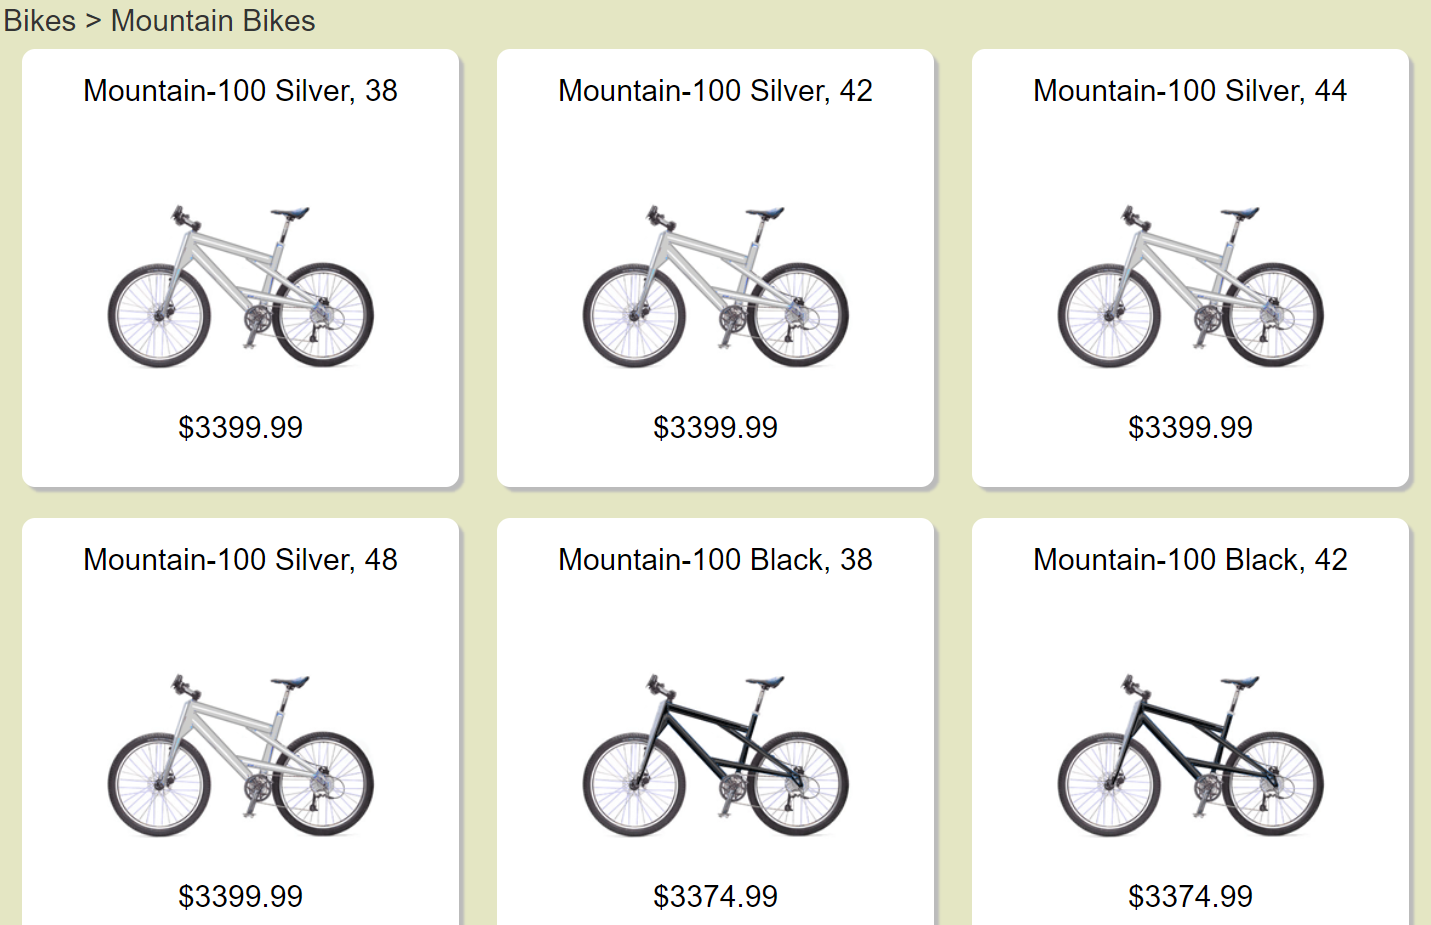 Bikes > Mountain Bikes
Mountain-100 Silver, 38
Mountain-100 Silver, 42
Mountain-100 Silver, 44
$3399.99
$3399.99
$3399.99
Mountain-100 Silver, 48
Mountain-100 Black, 38
Mountain-100 Black, 42
$3399.99
$3374.99
$3374.99